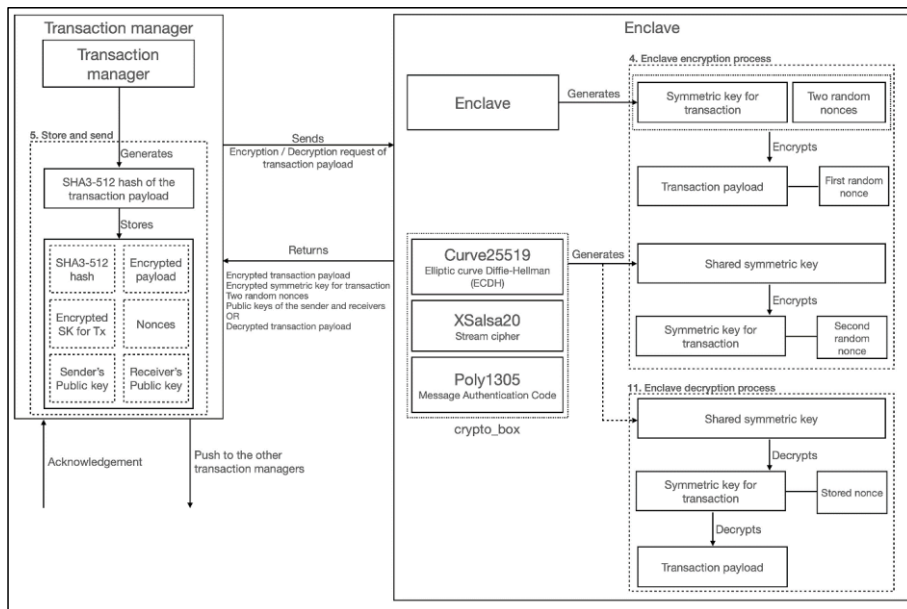 Transaction manager
Transaction
manager
5. Store and send
Generates
SHA3-512 hash of the
transaction payload
Stores
SHA3-512
hash
Encrypted
payload
Encrypted
SK for Tx
Nonces
Sender's
Public key
Receiver's
Public key
Acknowledgement
Push to the other
transaction managers
Sends
Encryption / Decryption request of
transaction payload
Returns
Encrypted transaction payload
Encrypted symmetric key for transaction
Two random nonces
Public keys of the sender and receivers
OR
Decrypted transaction payload
Enclave
Enclave
Generates
4. Enclave encryption process
Symmetric key for
transaction
Two random
nonces
Encrypts
Transaction payload
First random
nonce
Curve25519
Elliptic curve Diffie-Hellman
(ECDH)
XSalsa20
Stream cipher
Poly1305
Message Authentication Code
crypto_box
Generates
Shared symmetric key
Encrypts
Symmetric key for
transaction
Second
random
nonce
11. Enclave decryption process
Shared symmetric key
Decrypts
Symmetric key for
transaction
Stored nonce
Decrypts
Transaction payload